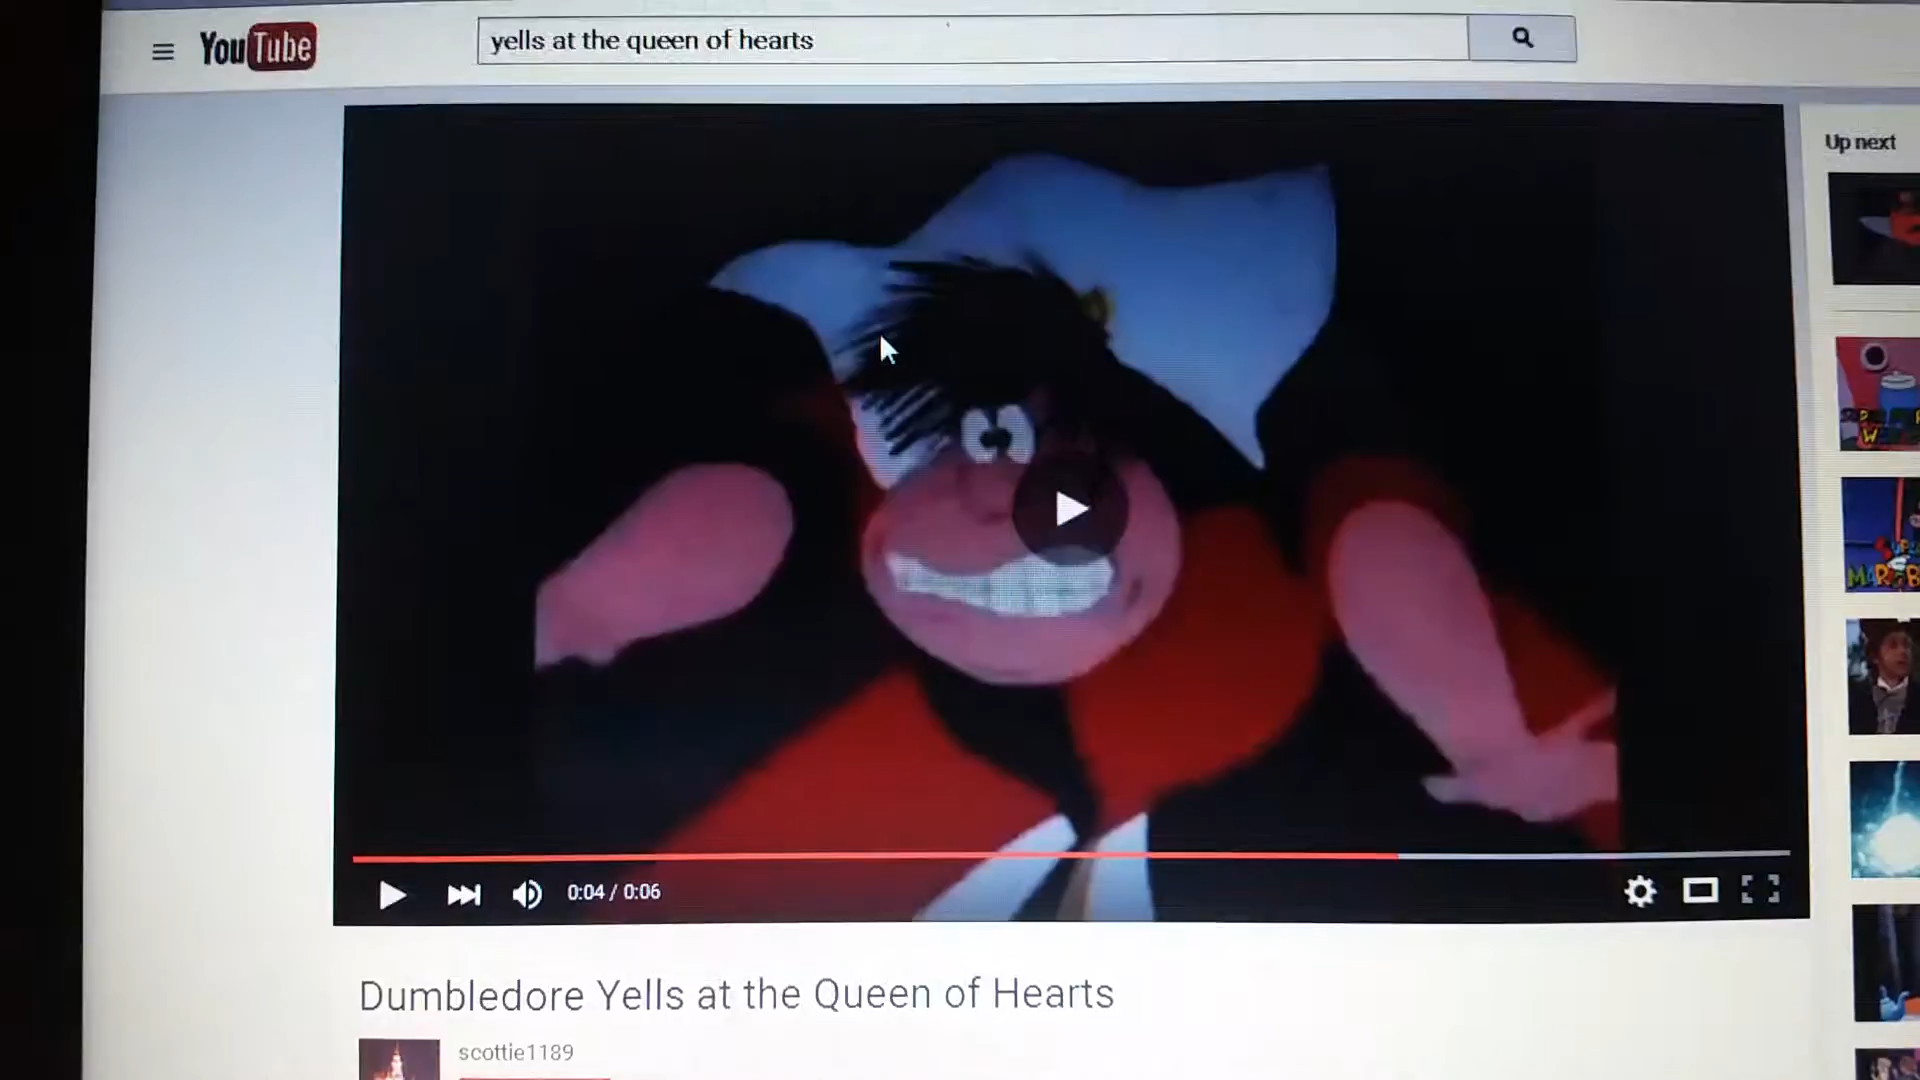 YouTube
yells at the queen of hearts
Up next
0:04 / 0:06
Dumbledore Yells at the Queen of Hearts
scottie1189